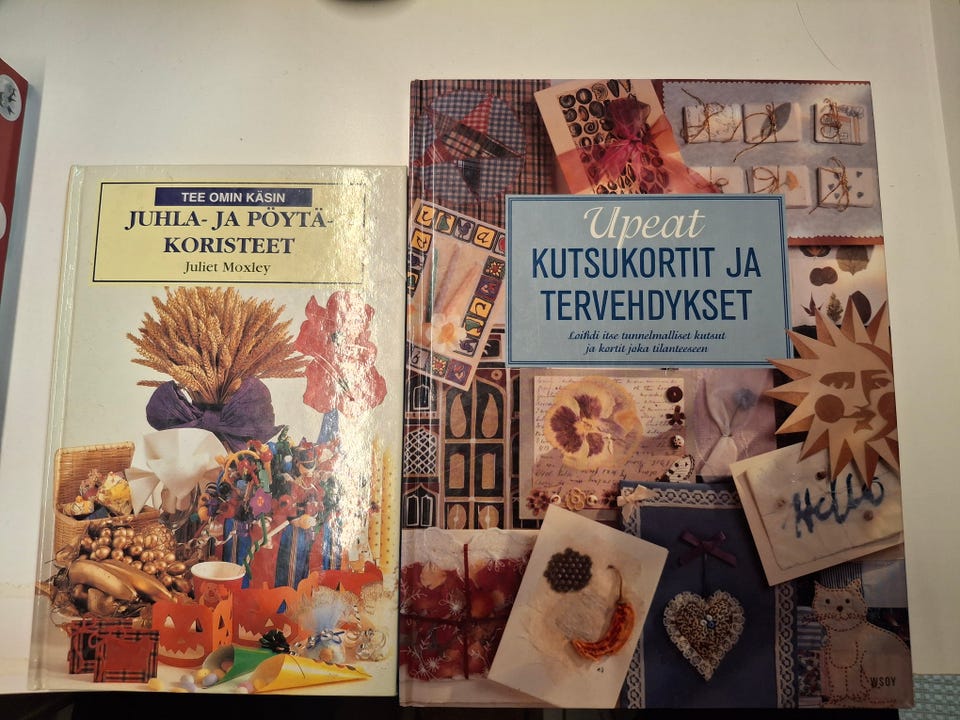 TEE OMIN KÄSIN
JUHLA- JA PÖYTÄ-
KORISTEET
Juliet Moxley
Upeat
KUTSUKORTIT JA
TERVEHDYKSET
Loihdi itse tunnelmalliset kutsut
ja kortit joka tilanteeseen
Hello
WSOY